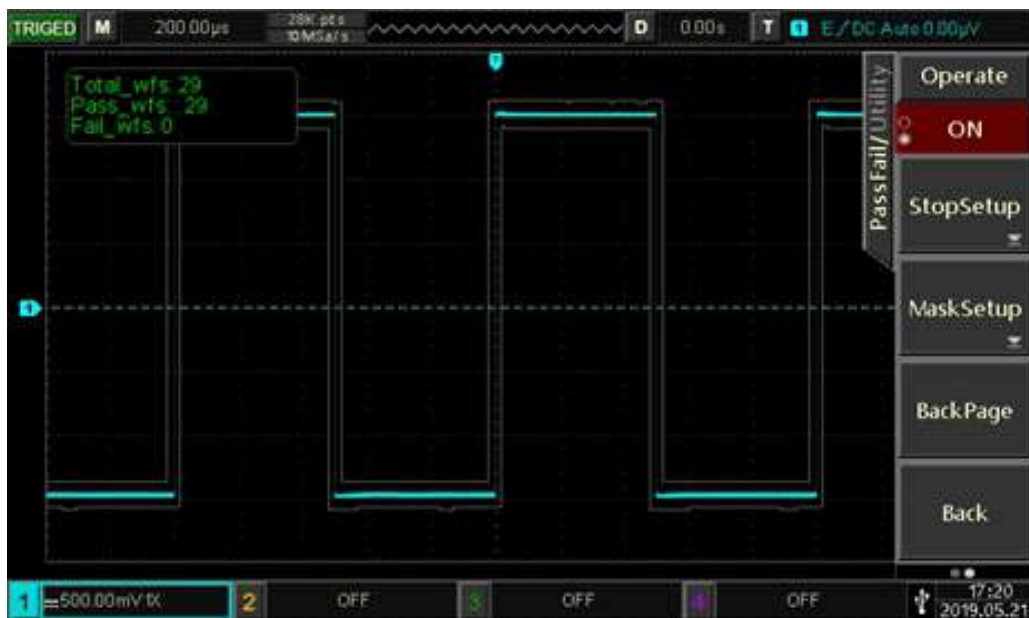 TRIGED M 200.00μs 28K pts D 0.00s T 1 E/DC Auto 0.00μV
10MSa/s
T
Total_wfs: 29
Pass_wfs: 29
Fail_wfs: 0
PassFail/Utility
Operate
ON
StopSetup
MaskSetup
BackPage
Back
1
1 500.00mV 1X 2 OFF 3 OFF 4 OFF 17:20
2019.05.21